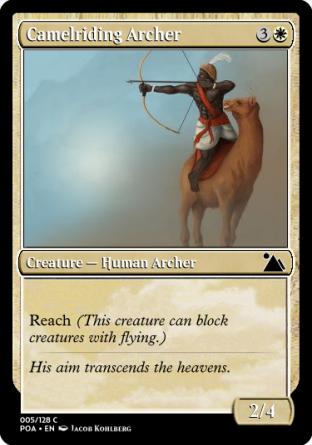 Camelriding Archer 3
Creature — Human Archer
Reach (This creature can block
creatures with flying.)
His aim transcends the heavens.
2/4
005/128 C
POA • EN Jacob Kohlberg